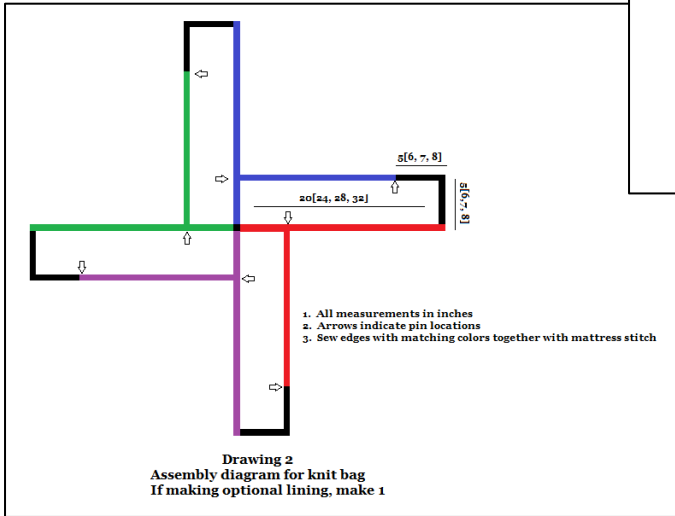 5[6, 7, 8]
20[24, 28, 32]
5[6,7, 8]
1. All measurements in inches
2. Arrows indicate pin locations
3. Sew edges with matching colors together with mattress stitch
Drawing 2
Assembly diagram for knit bag
If making optional lining, make 1